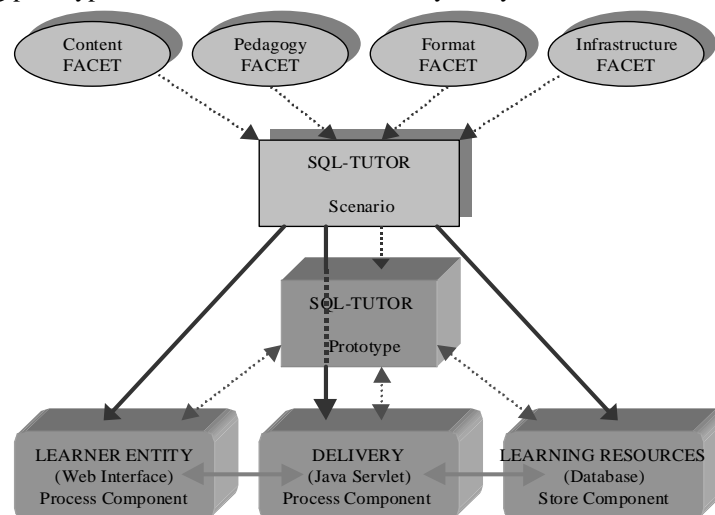 Content
FACET
Pedagogy
FACET
Format
FACET
Infrastructure
FACET
SQL-TUTOR
Scenario
SQL-TUTOR
Prototype
LEARNER ENTITY
(Web Interface)
Process Component
DELIVERY
(Java Servlet)
Process Component
LEARNING RESOURCES
(Database)
Store Component